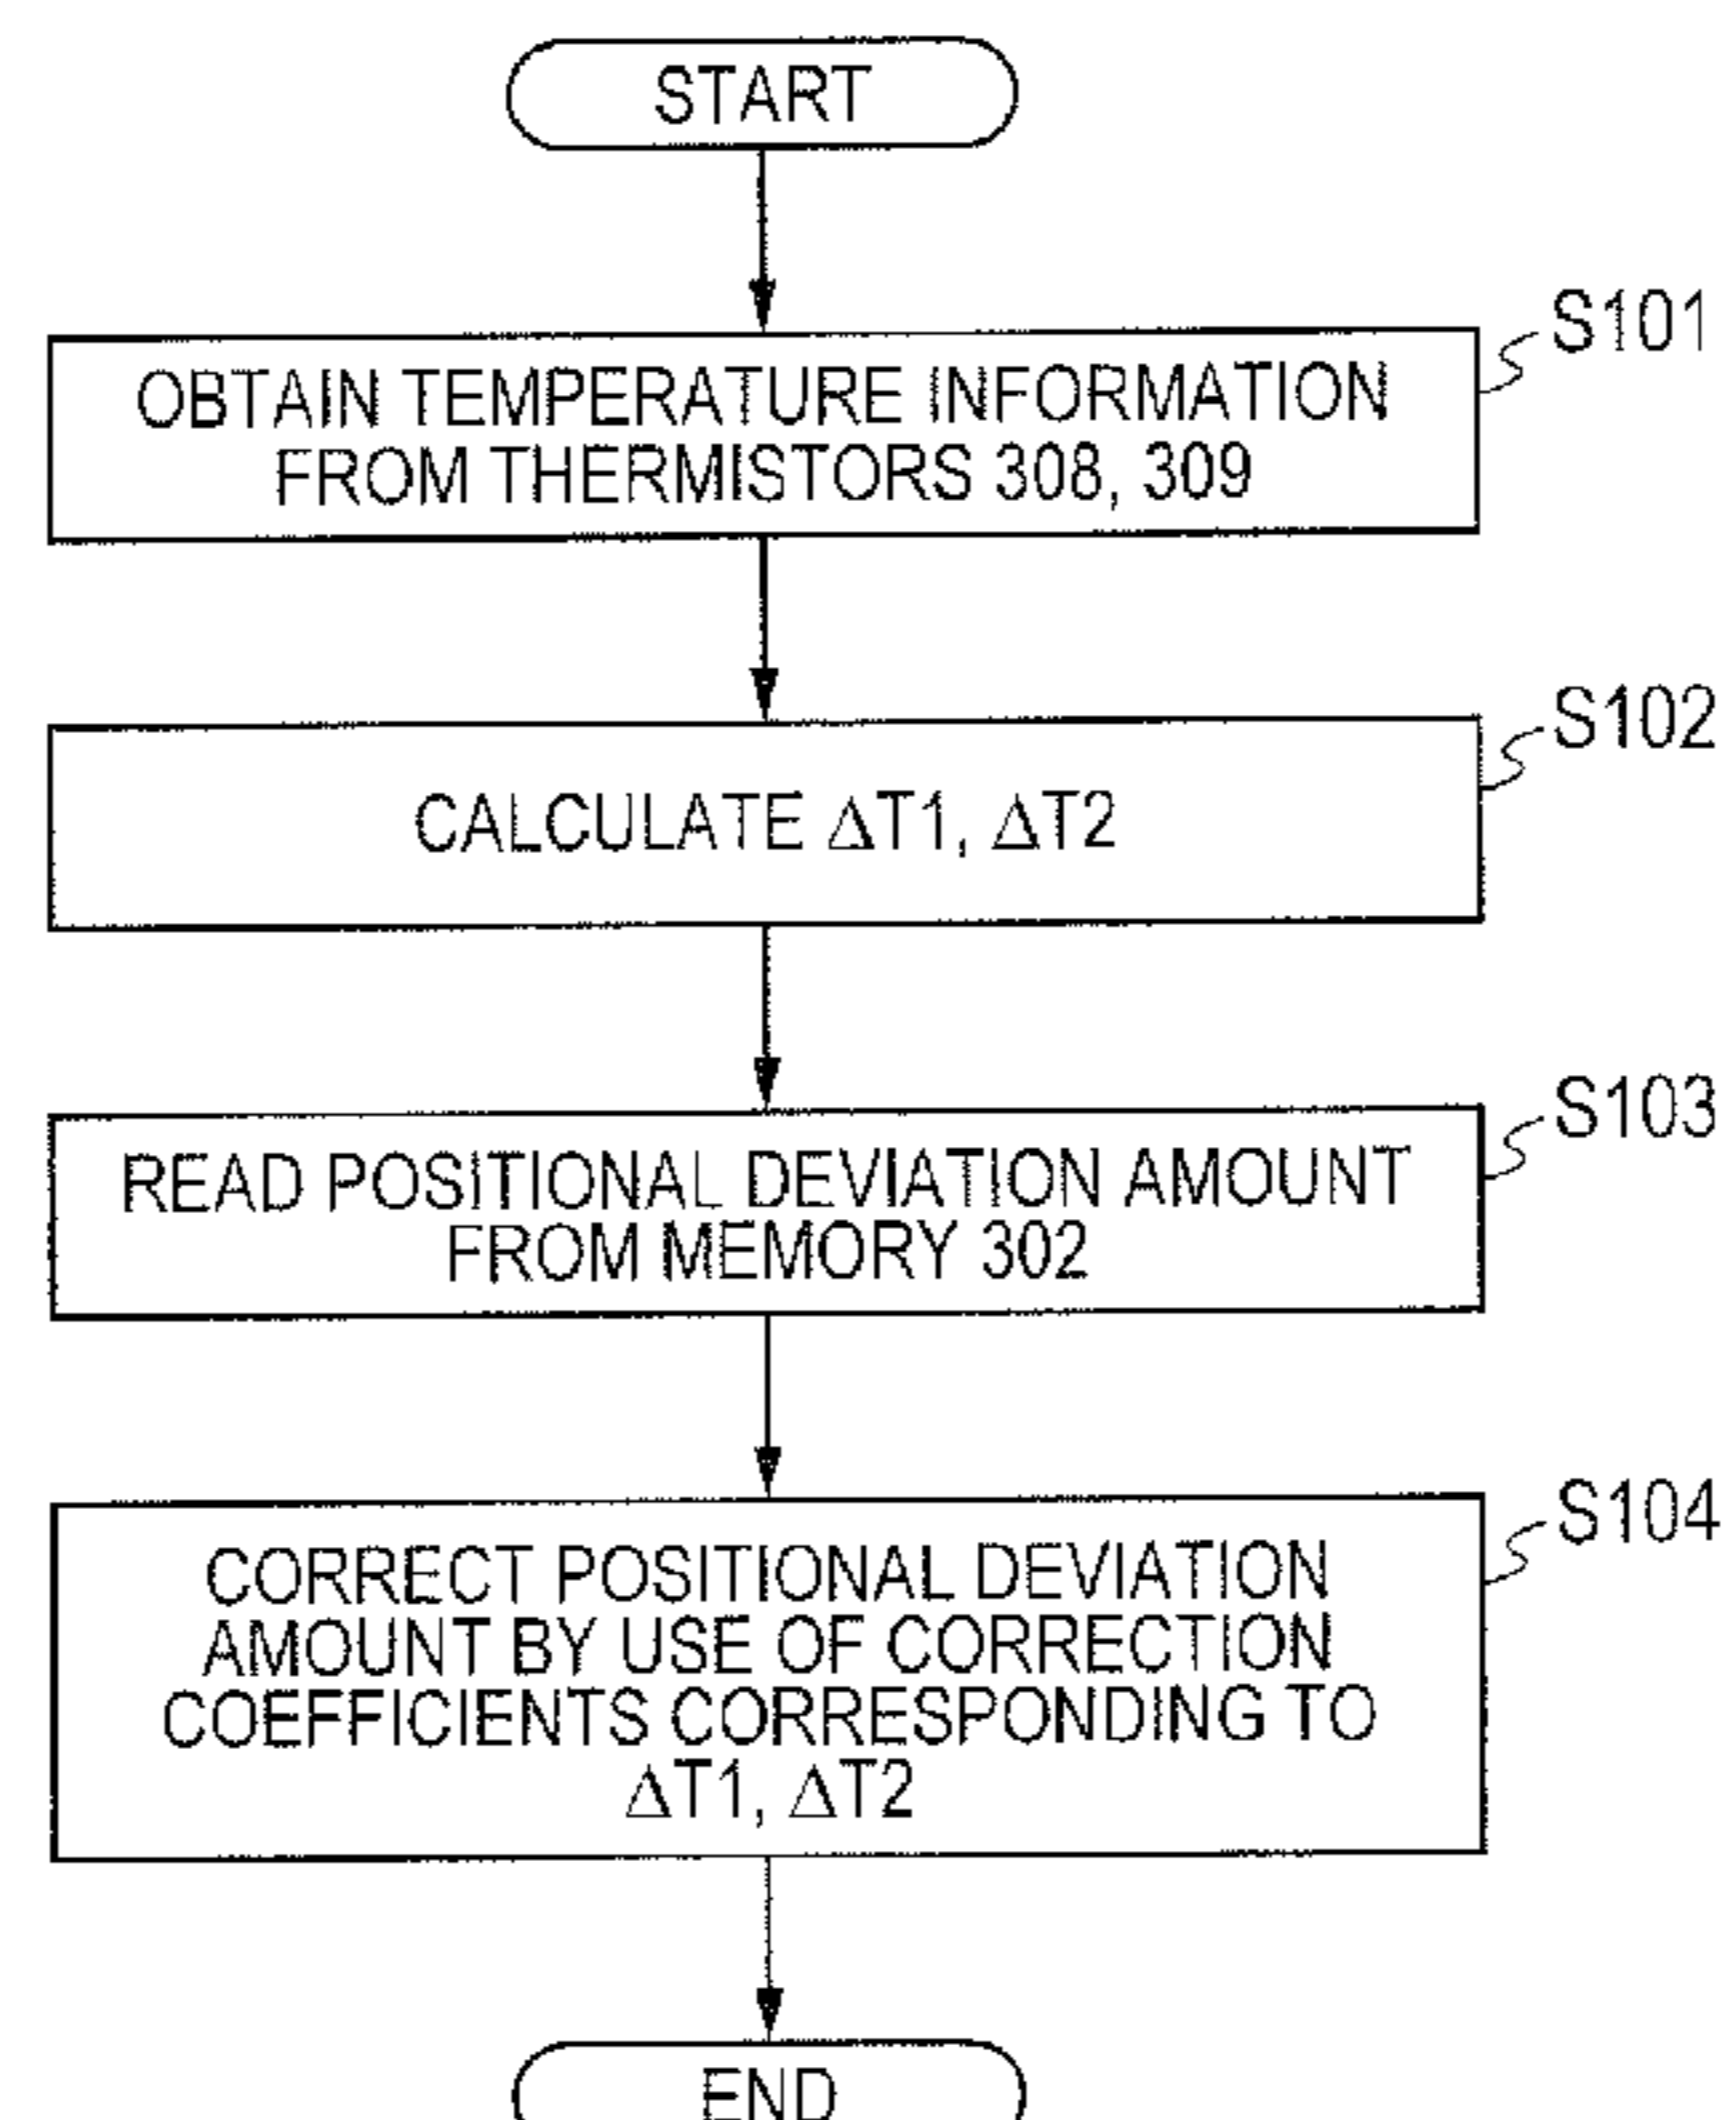 START
S101
OBTAIN TEMPERATURE INFORMATION
FROM THERMISTORS 308, 309
S102
CALCULATE ΔT1, ΔT2
S103
READ POSITIONAL DEVIATION AMOUNT
FROM MEMORY 302
S104
CORRECT POSITIONAL DEVIATION
AMOUNT BY USE OF CORRECTION
COEFFICIENTS CORRESPONDING TO
ΔT1, ΔT2
END